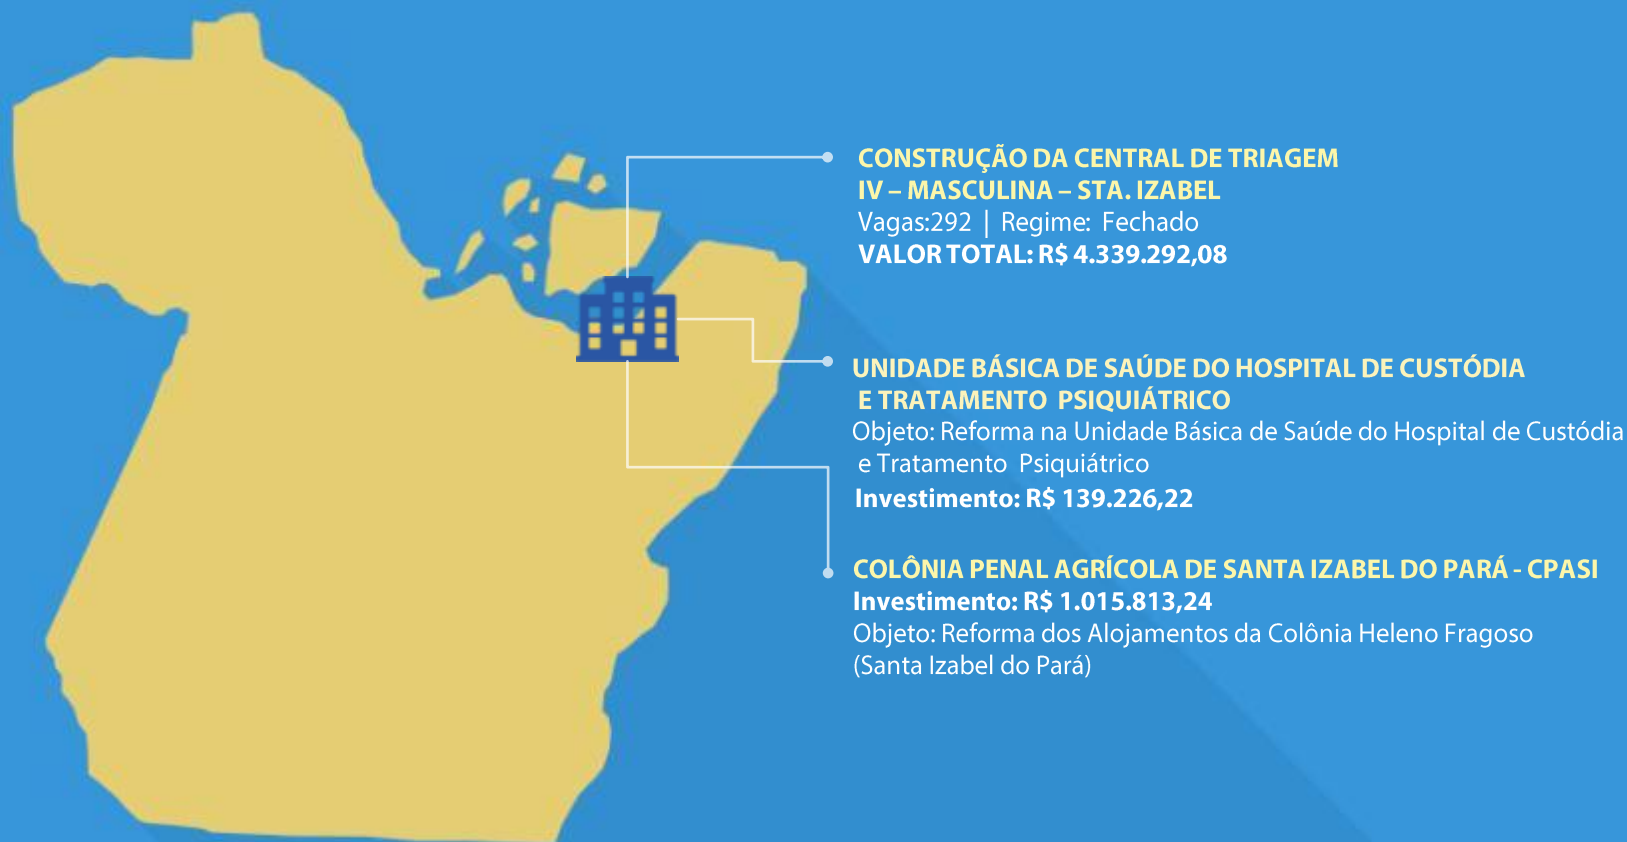 CONSTRUÇÃO DA CENTRAL DE TRIAGEM
IV – MASCULINA – STA. IZABEL
Vagas:292 | Regime: Fechado
VALOR TOTAL: R$ 4.339.292,08
UNIDADE BÁSICA DE SAÚDE DO HOSPITAL DE CUSTÓDIA
E TRATAMENTO PSIQUIÁTRICO
Objeto: Reforma na Unidade Básica de Saúde do Hospital de Custódia
e Tratamento Psiquiátrico
Investimento: R$ 139.226,22
COLÔNIA PENAL AGRÍCOLA DE SANTA IZABEL DO PARÁ - CPASI
Investimento: R$ 1.015.813,24
Objeto: Reforma dos Alojamentos da Colônia Heleno Fragoso
(Santa Izabel do Pará)